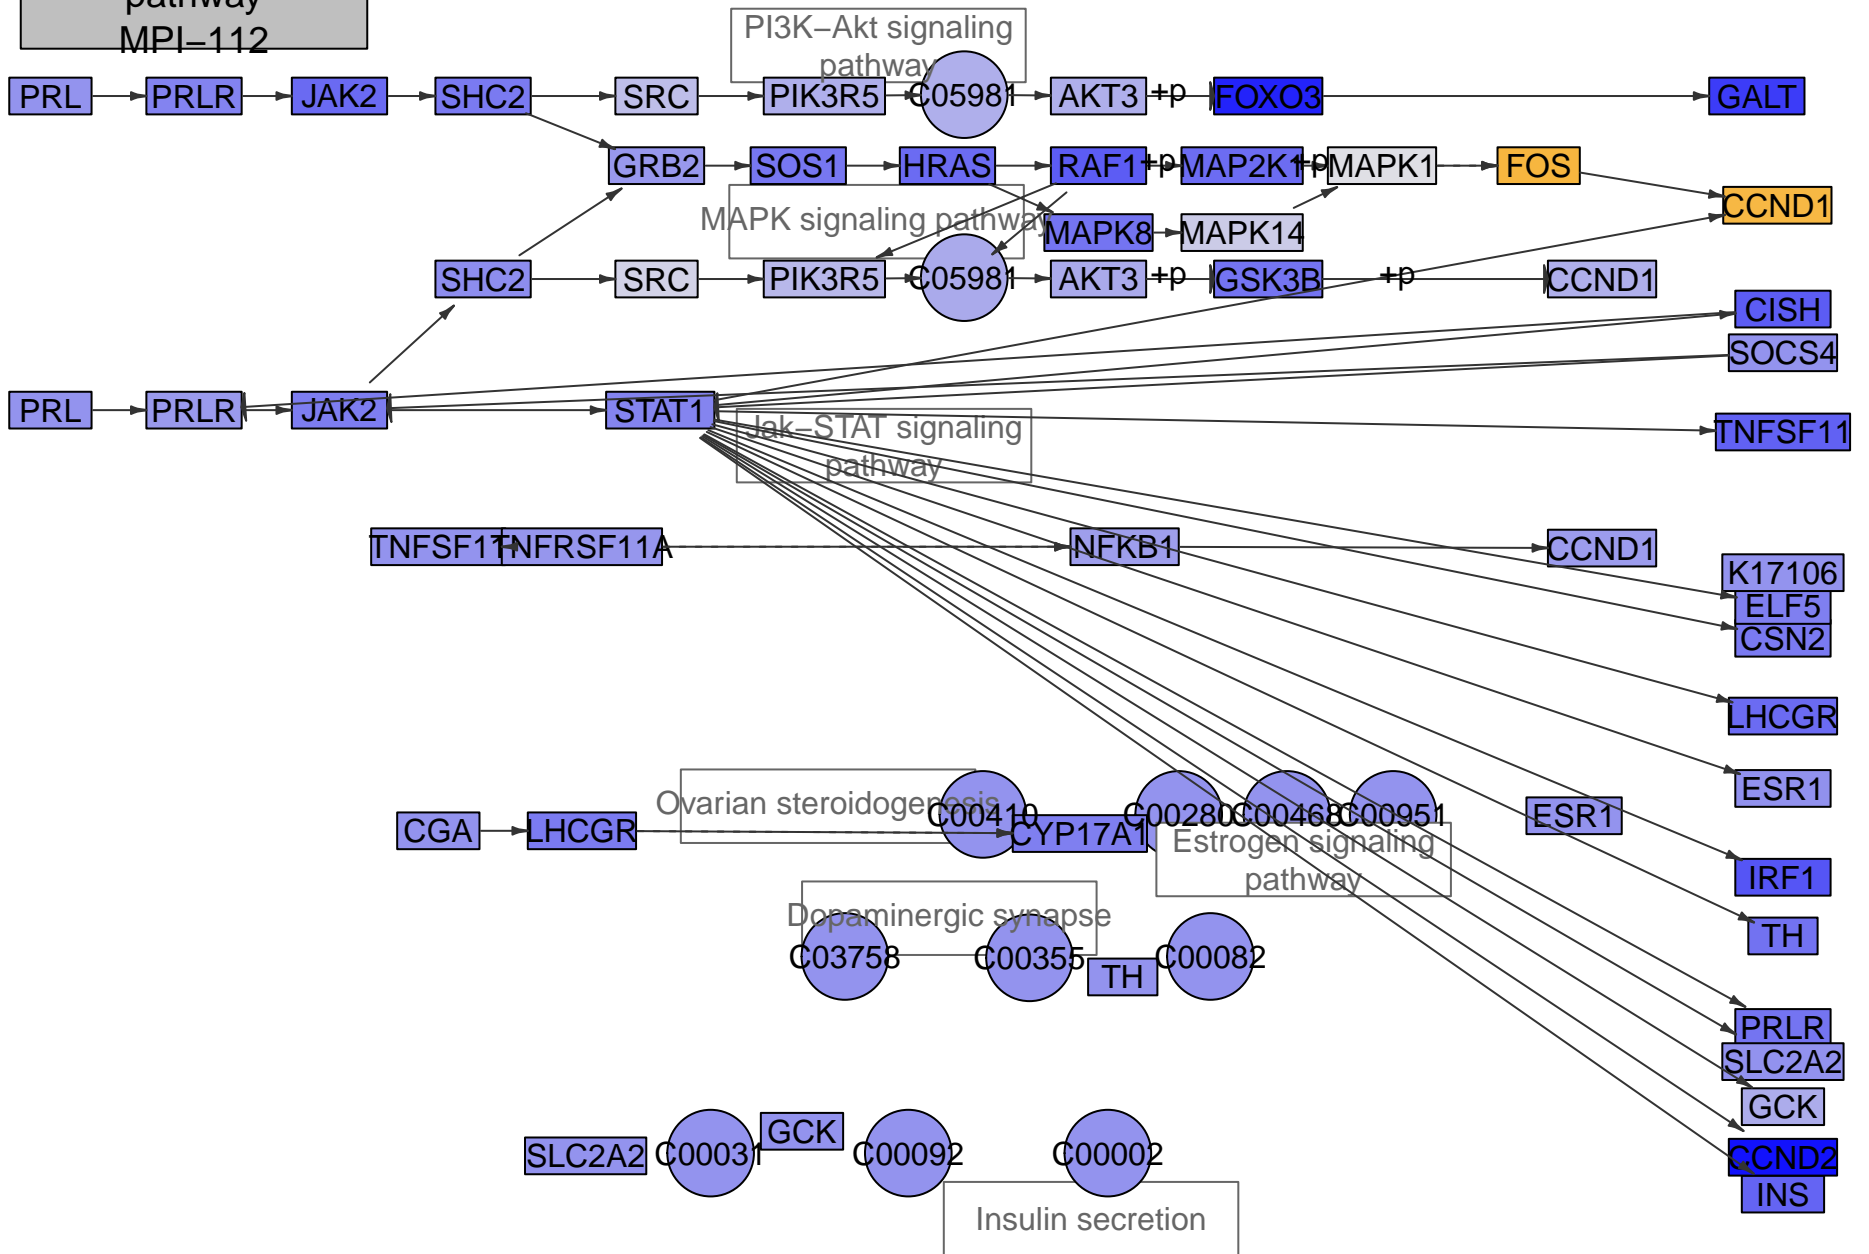 pathway
MPI−112
PI3K−Akt signaling
pathway
PRL
PRLR
JAK2
SHC2
SRC
PIK3R5
C05981
AKT3
+p
FOXO3
GALT
GRB2
SOS1
HRAS
RAF1
+p
MAP2K1
+p
MAPK1
FOS
CCND1
MAPK signaling pathway
MAPK8
MAPK14
SHC2
SRC
PIK3R5
C05981
AKT3
+p
GSK3B
+p
CCND1
CISH
SOCS4
PRL
PRLR
JAK2
STAT1
Jak−STAT signaling
pathway
TNFSF11
TNFSF11
TNFRSF11A
NFKB1
CCND1
K17106
ELF5
CSN2
LHCGR
ESR1
Ovarian steroidogenesis
C00410
C00280
C00468
C00951
ESR1
CGA
LHCGR
CYP17A1
Estrogen signaling
pathway
IRF1
Dopaminergic synapse
TH
C03758
C00355
TH
C00082
PRLR
SLC2A2
GCK
SLC2A2
C00031
GCK
C00092
C00002
CCND2
INS
Insulin secretion